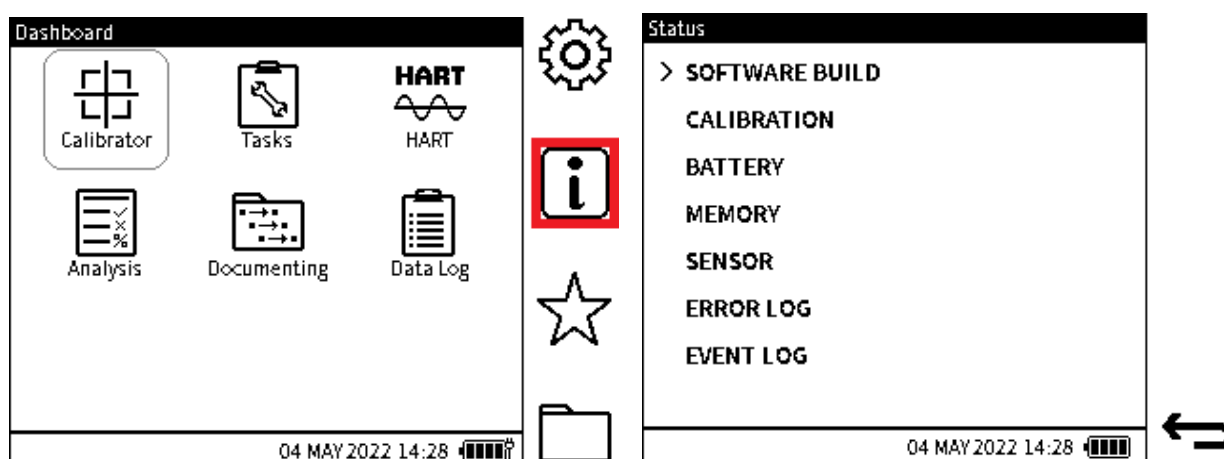 Dashboard
HART
Calibrator Tasks HART
Analysis Documenting Data Log
04 MAY 2022 14:28
i
Status
> SOFTWARE BUILD
CALIBRATION
BATTERY
MEMORY
SENSOR
ERROR LOG
EVENT LOG
04 MAY 2022 14:28